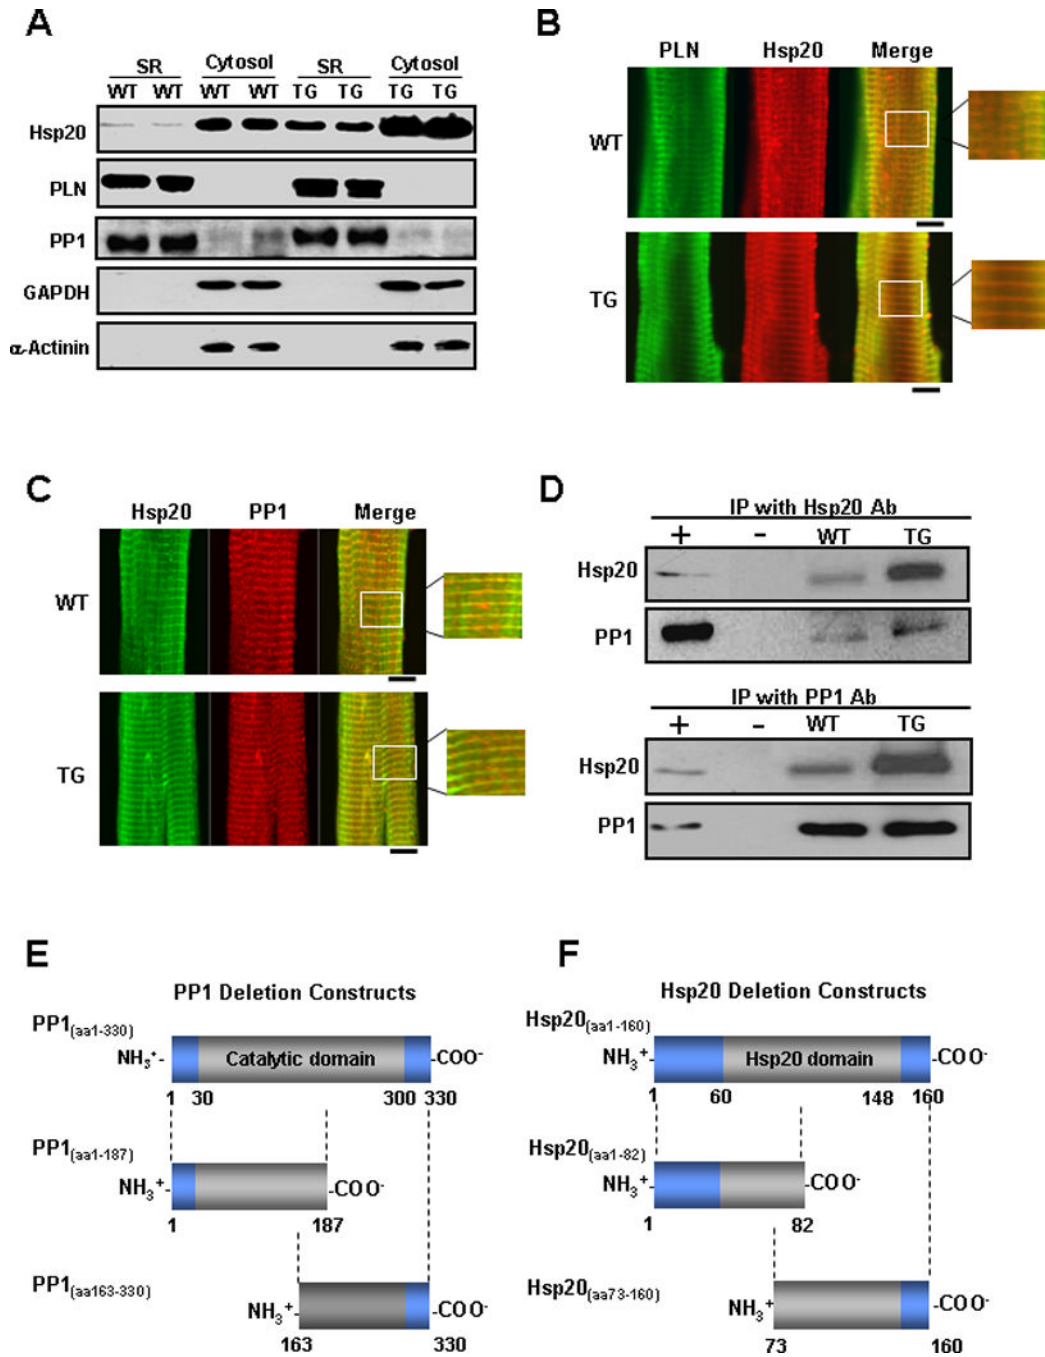 A
SR Cytosol SR Cytosol
WT WT WT WT TG TG TG TG
Hsp20
PLN
PP1
GAPDH
α-Actinin
B
PLN Hsp20 Merge
WT
TG
C
Hsp20 PP1 Merge
WT
TG
D
IP with Hsp20 Ab
+ - WT TG
Hsp20
PP1
IP with PP1 Ab
+ - WT TG
Hsp20
PP1
E
PP1 Deletion Constructs
PP1(aa1-330)
NH3+- Catalytic domain -COO-
1 30 300 330
PP1(aa1-187)
NH3+- -COO-
1 187
PP1(aa163-330)
NH3+- -COO-
163 330
F
Hsp20 Deletion Constructs
Hsp20(aa1-160)
NH3+- Hsp20 domain -COO-
1 60 148 160
Hsp20(aa1-82)
NH3+- -COO-
1 82
Hsp20(aa73-160)
NH3+- -COO-
73 160